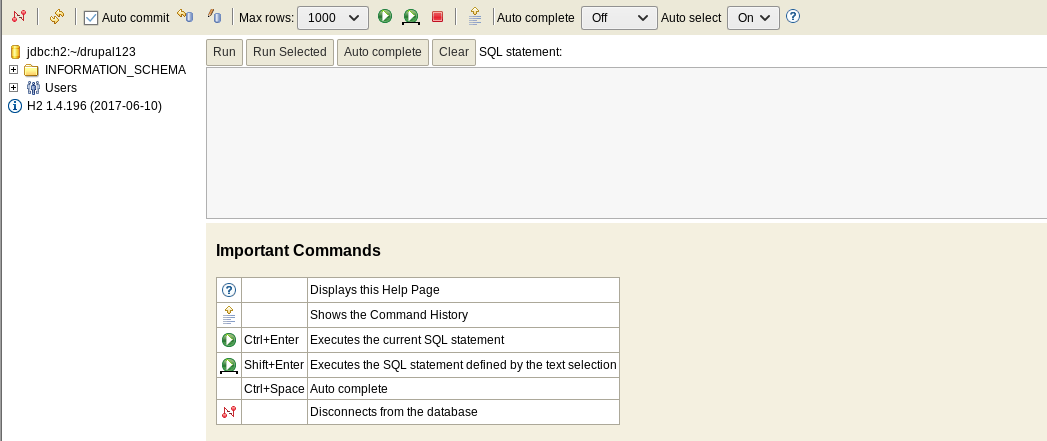 Auto commit Max rows: 1000 Auto complete Off Auto select On
jdbc:h2:~/drupal123
INFORMATION_SCHEMA
Users
H2 1.4.196 (2017-06-10)
Run Run Selected Auto complete Clear SQL statement:
Important Commands
Displays this Help Page
Shows the Command History
Ctrl+Enter Executes the current SQL statement
Shift+Enter Executes the SQL statement defined by the text selection
Ctrl+Space Auto complete
Disconnects from the database